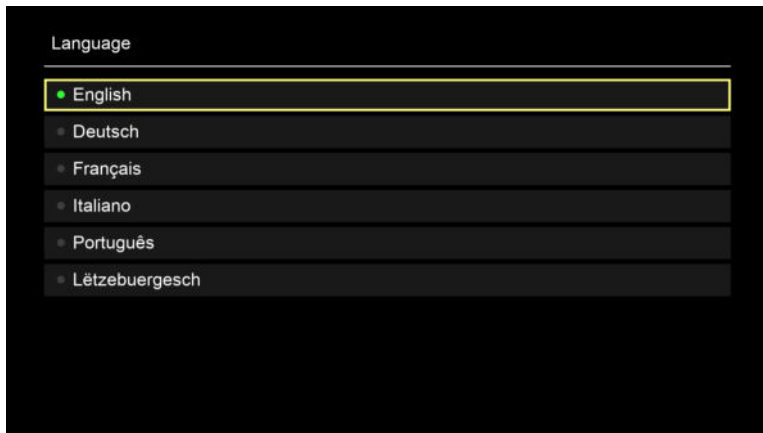 Language
English
Deutsch
Français
Italiano
Português
Lëtzebuergesch